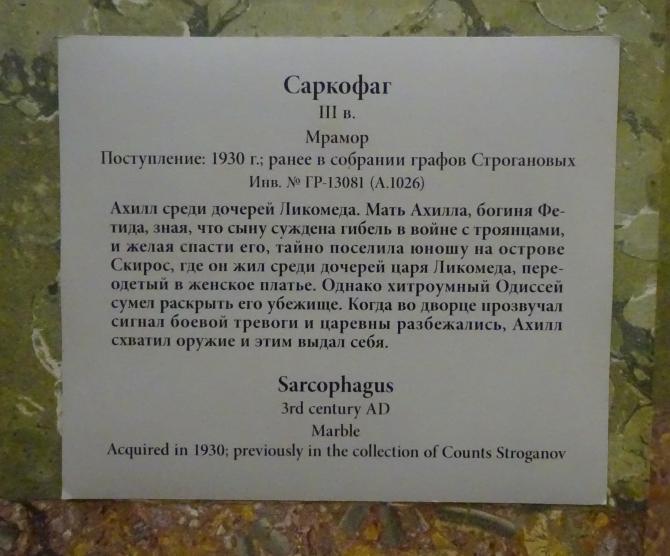 Саркофаг
III в.
Мрамор
Поступление: 1930 г.; ранее в собрании графов Строгановых
Инв. № ГР-13081 (А.1026)
Ахилл среди дочерей Ликомеда. Мать Ахилла, богиня Фе-
тида, зная, что сыну суждена гибель в войне с троянцами,
и желая спасти его, тайно поселила юношу на острове
Скирос, где он жил среди дочерей царя Ликомеда, пере-
одетый в женское платье. Однако хитроумный Одиссей
сумел раскрыть его убежище. Когда во дворце прозвучал
сигнал боевой тревоги и царевны разбежались, Ахилл
схватил оружие и этим выдал себя.
Sarcophagus
3rd century AD
Marble
Acquired in 1930; previously in the collection of Counts Stroganov